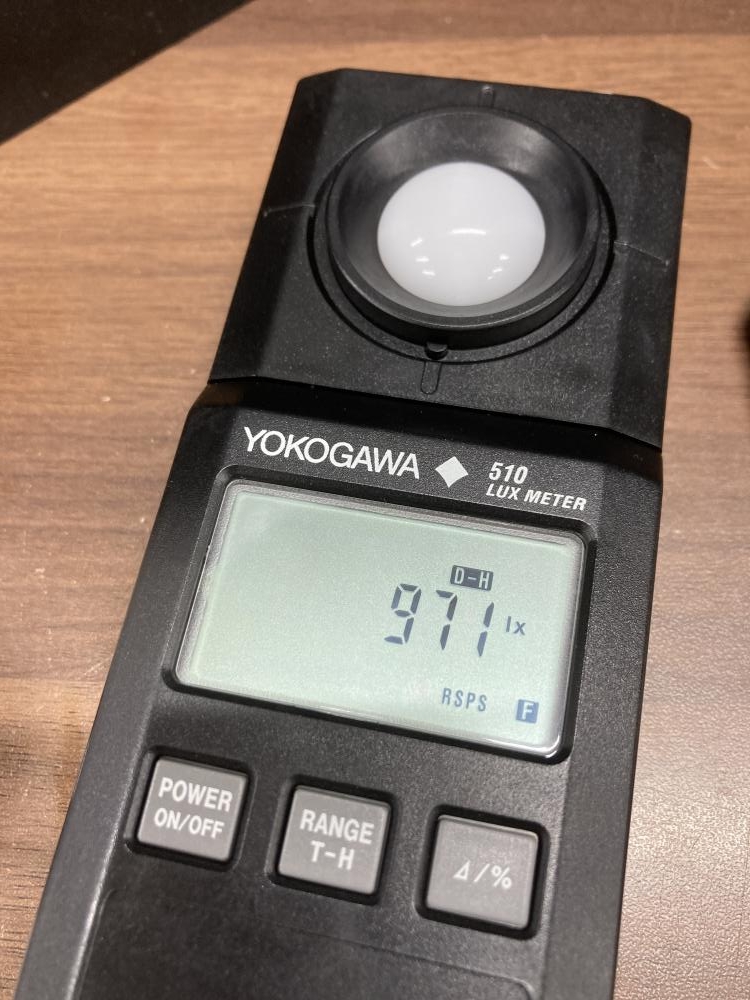 YOKOGAWA ◆ 510
LUX METER
D-H
971 lx
RSPS F
POWER
ON/OFF
RANGE
T-H
⊿/%